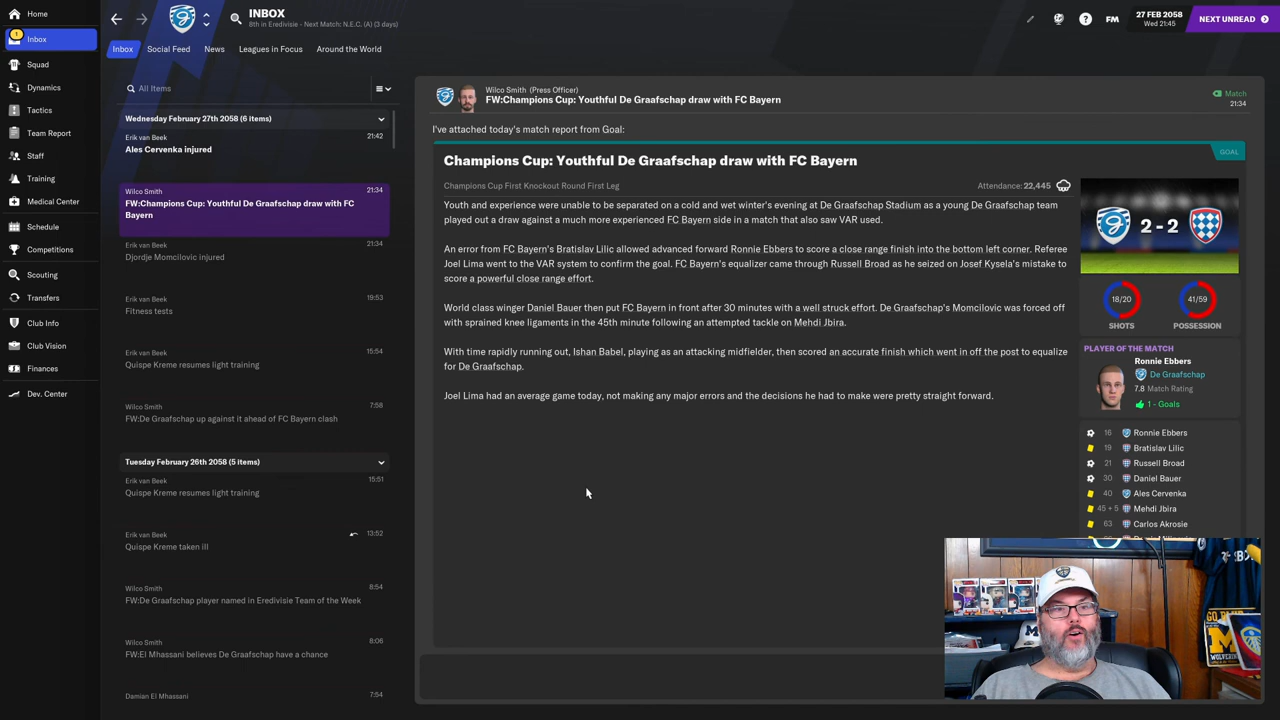 Home
Inbox
Squad
Dynamics
Tactics
Team Report
Staff
Training
Medical Center
Schedule
Competitions
Scouting
Transfers
Club Info
Club Vision
Finances
Dev. Center
INBOX
8th in Eredivisie - Next Match: N.E.C. (A) (3 days)
FM
27 FEB 2058
Wed 21:45
NEXT UNREAD
Inbox
Social Feed
News
Leagues in Focus
Around the World
All Items
Wednesday February 27th 2058 (6 items)
Erik van Beek
21:42
Ales Cervenka injured
Wilco Smith
21:34
FW:Champions Cup: Youthful De Graafschap draw with FC
Bayern
Erik van Beek
21:34
Djordje Momcilovic injured
Erik van Beek
19:53
Fitness tests
Erik van Beek
15:54
Quispe Kreme resumes light training
Wilco Smith
7:58
FW:De Graafschap up against it ahead of FC Bayern clash
Tuesday February 26th 2058 (5 items)
Erik van Beek
15:51
Quispe Kreme resumes light training
Erik van Beek
13:52
Quispe Kreme taken ill
Wilco Smith
8:54
FW:De Graafschap player named in Eredivisie Team of the Week
Wilco Smith
8:06
FW:El Mhassani believes De Graafschap have a chance
Damian El Mhassani
7:54
Wilco Smith (Press Officer)
FW:Champions Cup: Youthful De Graafschap draw with FC Bayern
Match
21:34
I've attached today's match report from Goal:
GOAL
Champions Cup: Youthful De Graafschap draw with FC Bayern
Champions Cup First Knockout Round First Leg
Attendance: 22,445
Youth and experience were unable to be separated on a cold and wet winter's evening at De Graafschap Stadium as a young De Graafschap team
played out a draw against a much more experienced FC Bayern side in a match that also saw VAR used.
An error from FC Bayern's Bratislav Lilic allowed advanced forward Ronnie Ebbers to score a close range finish into the bottom left corner. Referee
Joel Lima went to the VAR system to confirm the goal. FC Bayern's equalizer came through Russell Broad as he seized on Josef Kysela's mistake to
score a powerful close range effort.
World class winger Daniel Bauer then put FC Bayern in front after 30 minutes with a well struck effort. De Graafschap's Momcilovic was forced off
with sprained knee ligaments in the 45th minute following an attempted tackle on Mehdi Jbira.
With time rapidly running out, Ishan Babel, playing as an attacking midfielder, then scored an accurate finish which went in off the post to equalize
for De Graafschap.
Joel Lima had an average game today, not making any major errors and the decisions he had to make were pretty straight forward.
2 - 2
18/20
SHOTS
41/59
POSSESSION
PLAYER OF THE MATCH
Ronnie Ebbers
De Graafschap
7.8 Match Rating
1 - Goals
16 Ronnie Ebbers
19 Bratislav Lilic
21 Russell Broad
30 Daniel Bauer
40 Ales Cervenka
45 + 5 Mehdi Jbira
63 Carlos Akrosie